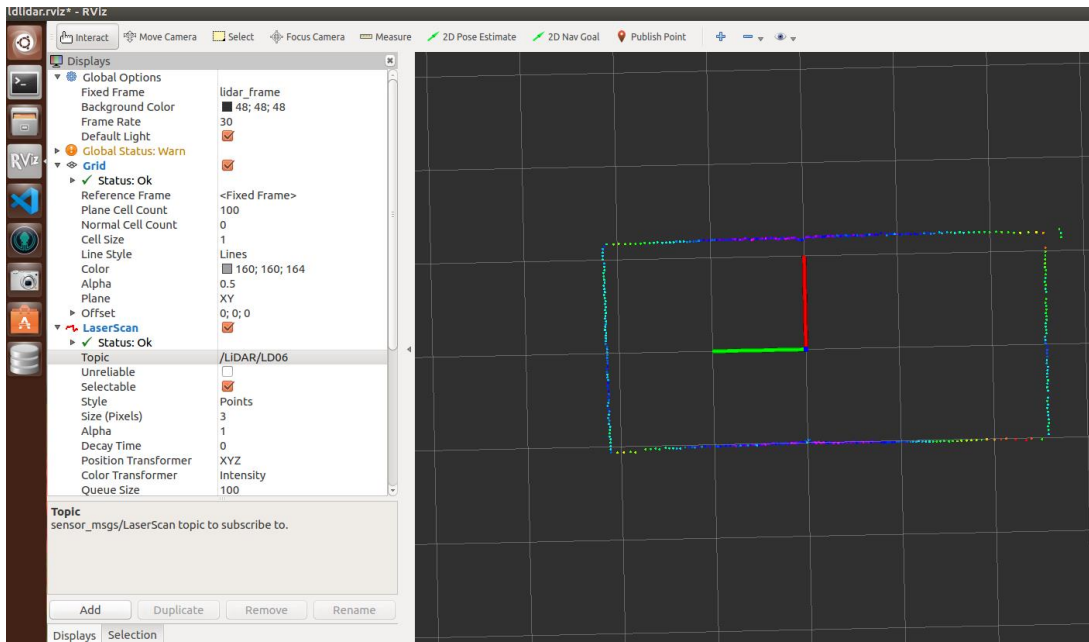 ldlidar.rviz* - RViz
Interact Move Camera Select Focus Camera Measure 2D Pose Estimate 2D Nav Goal Publish Point
Displays
Global Options
Fixed Frame lidar_frame
Background Color 48; 48; 48
Frame Rate 30
Default Light
Global Status: Warn
Grid
Status: Ok
Reference Frame <Fixed Frame>
Plane Cell Count 100
Normal Cell Count 0
Cell Size 1
Line Style Lines
Color 160; 160; 164
Alpha 0.5
Plane XY
Offset 0; 0; 0
LaserScan
Status: Ok
Topic /LiDAR/LD06
Unreliable
Selectable
Style Points
Size (Pixels) 3
Alpha 1
Decay Time 0
Position Transformer XYZ
Color Transformer Intensity
Queue Size 100
Topic
sensor_msgs/LaserScan topic to subscribe to.
Add Duplicate Remove Rename
Displays Selection
RViz
A